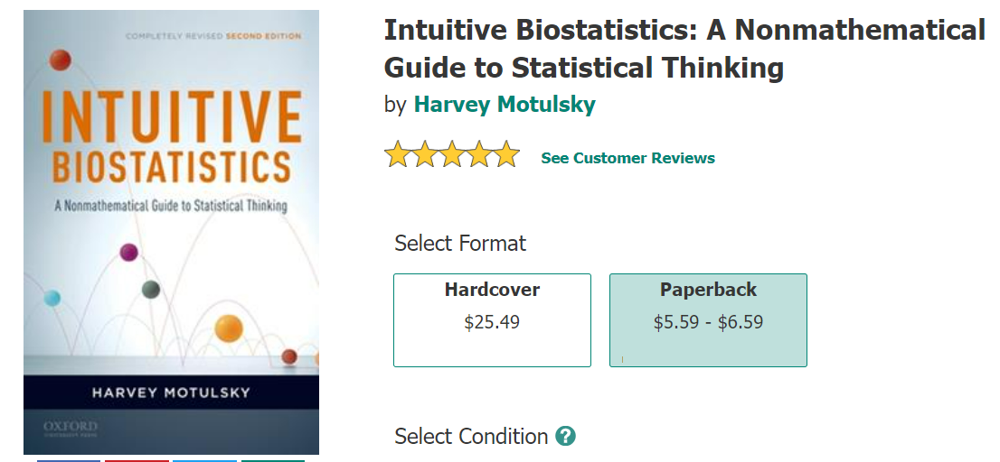 COMPLETELY REVISED SECOND EDITION
INTUITIVE
BIOSTATISTICS
A Nonmathematical Guide to Statistical Thinking
HARVEY MOTULSKY
OXFORD
UNIVERSITY PRESS
Intuitive Biostatistics: A Nonmathematical
Guide to Statistical Thinking
by Harvey Motulsky
See Customer Reviews
Select Format
Hardcover
$25.49
Paperback
$5.59 - $6.59
Select Condition ?